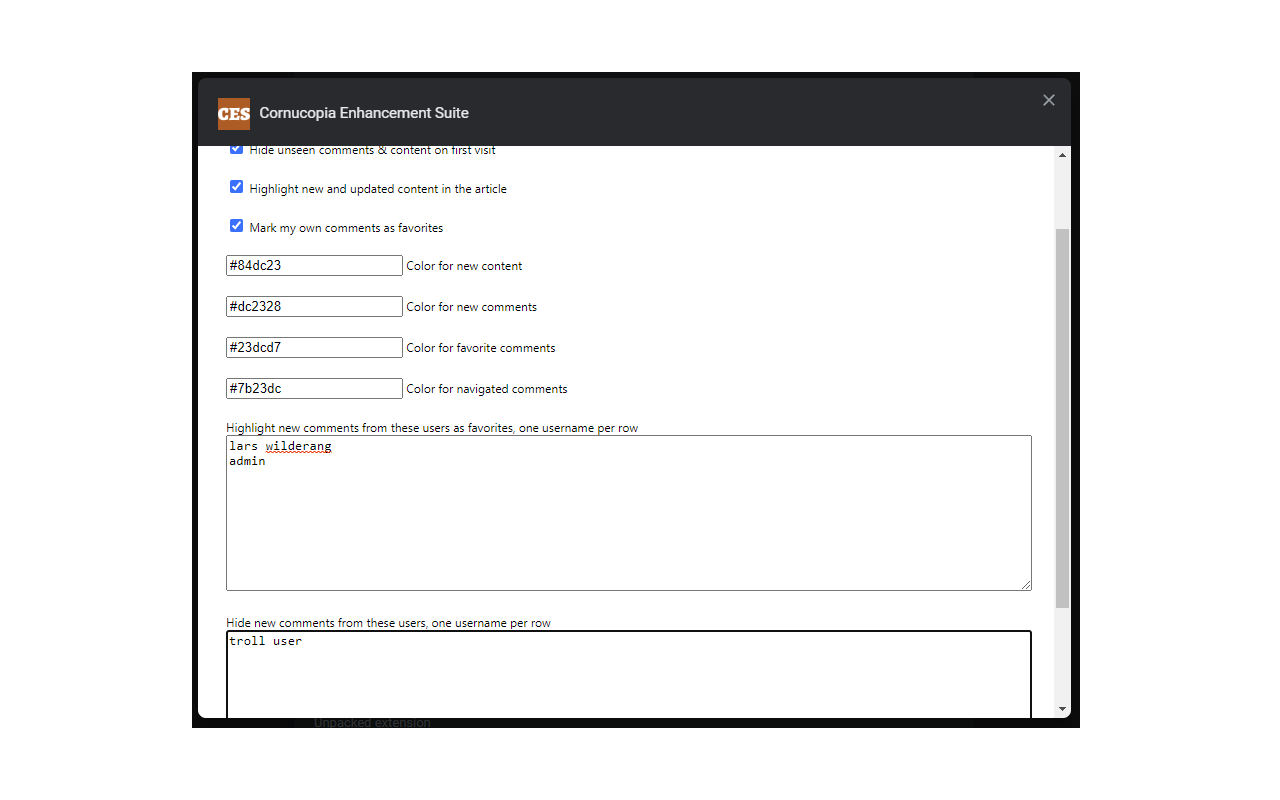 CES Cornucopia Enhancement Suite
Hide unseen comments & content on first visit
Highlight new and updated content in the article
Mark my own comments as favorites
#84dc23 Color for new content
#dc2328 Color for new comments
#23dcd7 Color for favorite comments
#7b23dc Color for navigated comments
Highlight new comments from these users as favorites, one username per row
lars wilderang
admin
Hide new comments from these users, one username per row
troll user
Unpacked extension